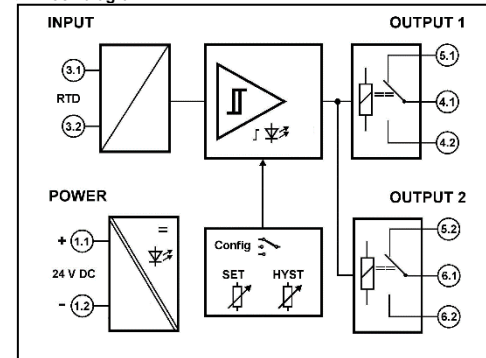 INPUT
OUTPUT 1
3.1
RTD
3.2
5.1
4.1
4.2
POWER
+ 1.1
24 V DC
- 1.2
Config
SET HYST
OUTPUT 2
5.2
6.1
6.2